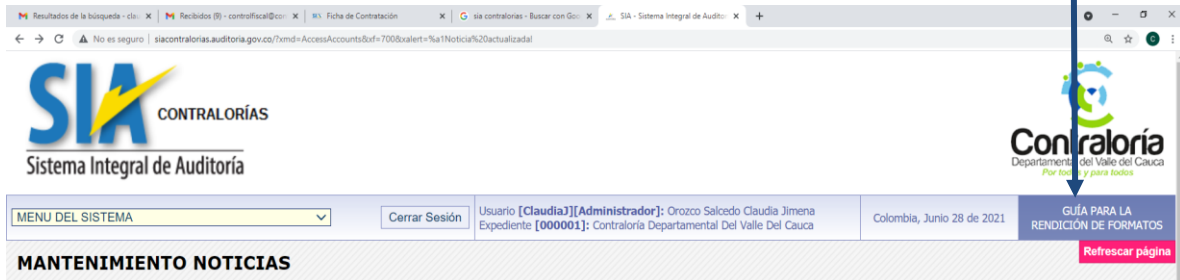 Resultados de la búsqueda - cla
Recibidos (9) - controlfiscal@con
Ficha de Contratación
sia contralorias - Buscar con Goo
SIA - Sistema Integral de Auditor
No es seguro | siacontralorias.auditoria.gov.co/?xmd=AccessAccounts&xf=700&xalert=%a1Noticia%20actualizada!
SIA
CONTRALORÍAS
Sistema Integral de Auditoría
Contraloría
Departamental del Valle del Cauca
Por todos y para todos
MENU DEL SISTEMA
Cerrar Sesión
Usuario [ClaudiaJ][Administrador]: Orozco Salcedo Claudia Jimena
Expediente [000001]: Contraloría Departamental Del Valle Del Cauca
Colombia, Junio 28 de 2021
GUÍA PARA LA
RENDICIÓN DE FORMATOS
Refrescar página
MANTENIMIENTO NOTICIAS